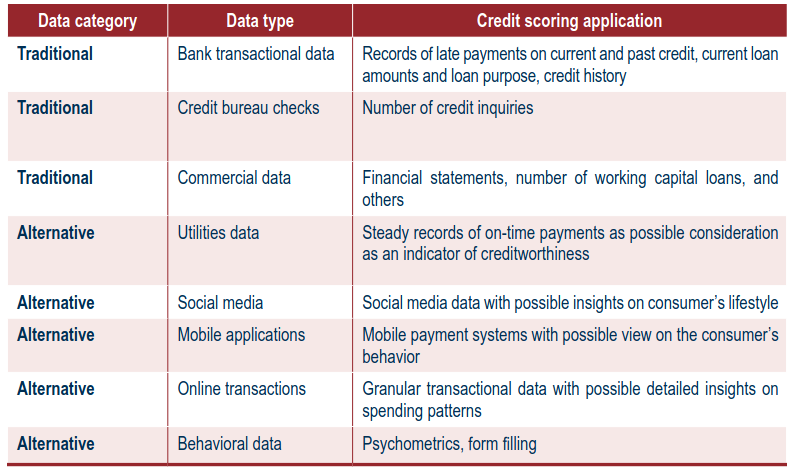 Data category Data type Credit scoring application
Traditional Bank transactional data Records of late payments on current and past credit, current loan
amounts and loan purpose, credit history
Traditional Credit bureau checks Number of credit inquiries
Traditional Commercial data Financial statements, number of working capital loans, and
others
Alternative Utilities data Steady records of on-time payments as possible consideration
as an indicator of creditworthiness
Alternative Social media Social media data with possible insights on consumer’s lifestyle
Alternative Mobile applications Mobile payment systems with possible view on the consumer’s
behavior
Alternative Online transactions Granular transactional data with possible detailed insights on
spending patterns
Alternative Behavioral data Psychometrics, form filling